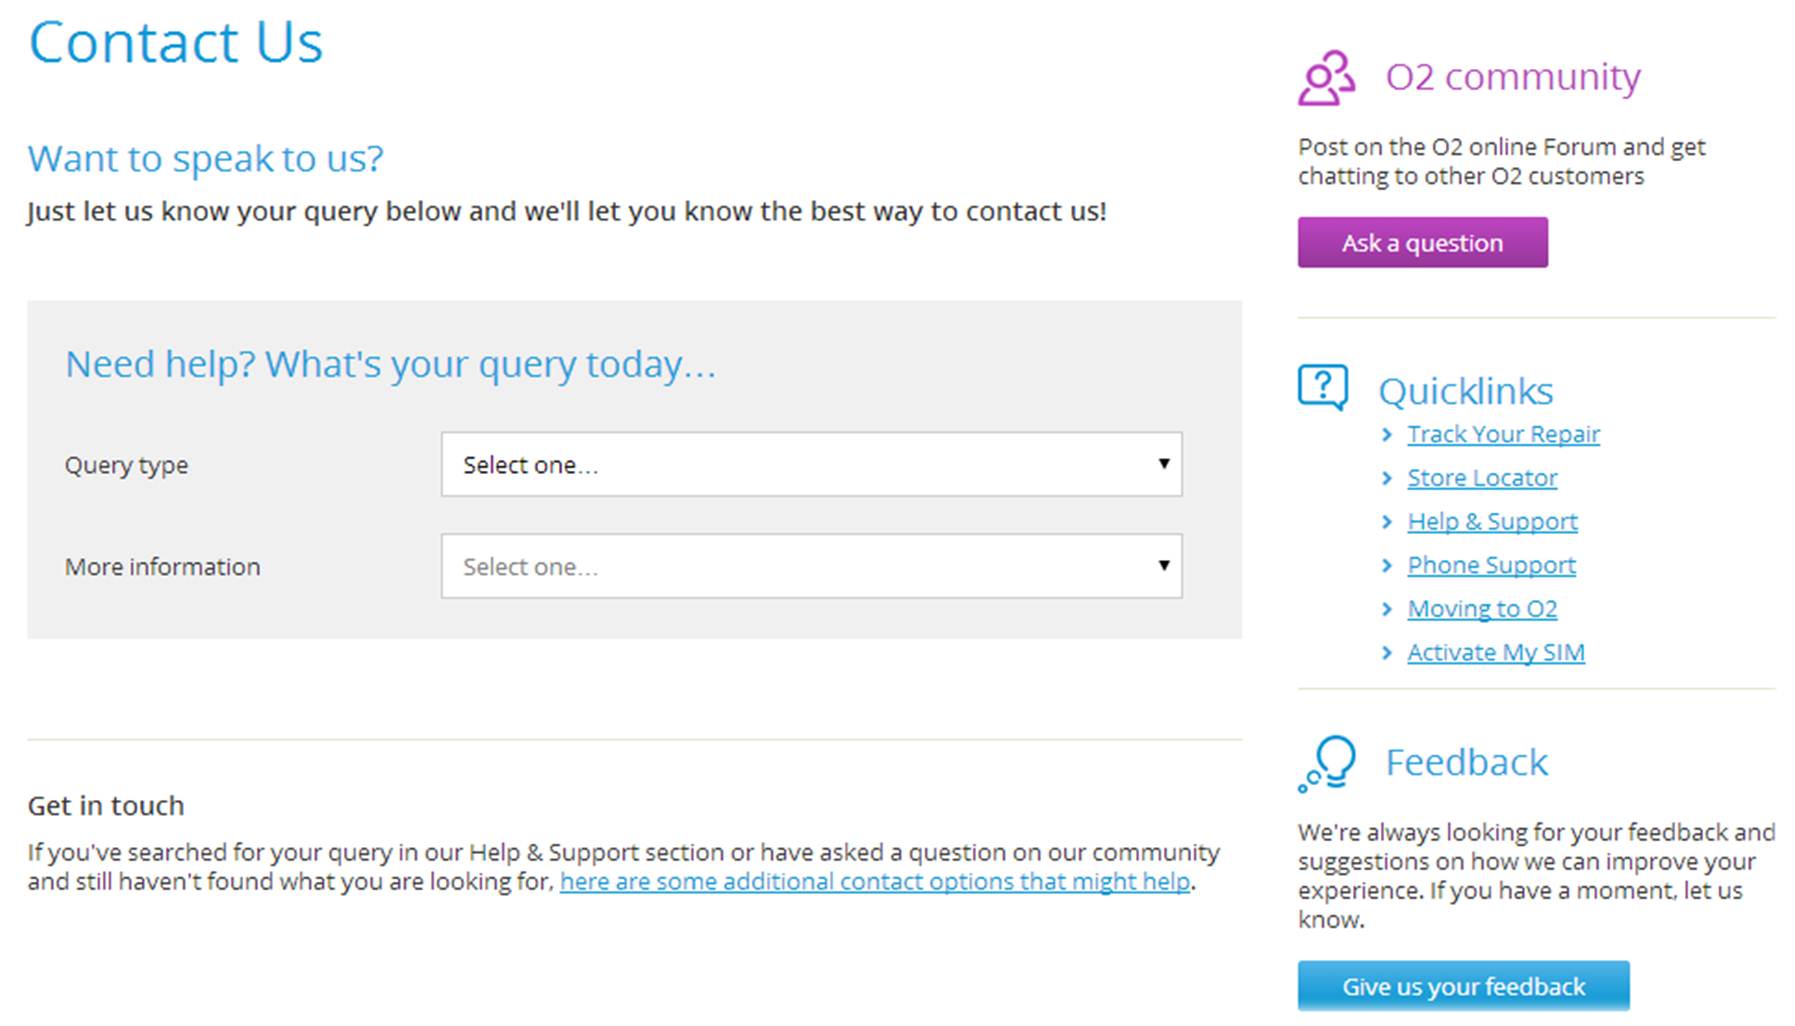 Contact Us
Want to speak to us?
Just let us know your query below and we'll let you know the best way to contact us!
Need help? What's your query today...
Query type
Select one...
More information
Select one...
Get in touch
If you've searched for your query in our Help & Support section or have asked a question on our community
and still haven't found what you are looking for, here are some additional contact options that might help.
O2 community
Post on the O2 online Forum and get
chatting to other O2 customers
Ask a question
Quicklinks
Track Your Repair
Store Locator
Help & Support
Phone Support
Moving to O2
Activate My SIM
Feedback
We're always looking for your feedback and
suggestions on how we can improve your
experience. If you have a moment, let us
know.
Give us your feedback